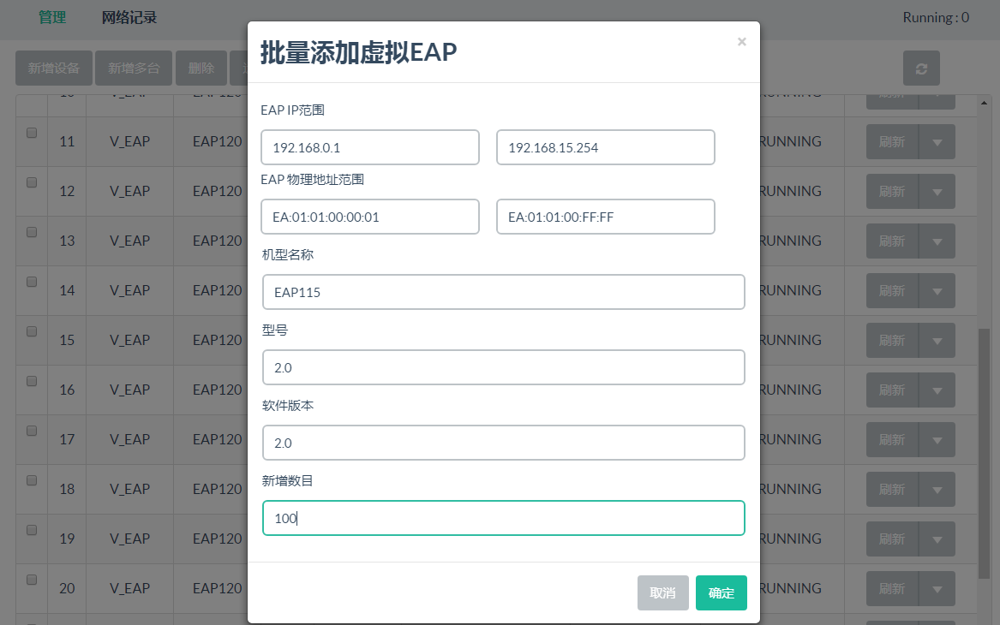 管理 网络记录 Running : 0
新增设备 新增多台 删除
批量添加虚拟EAP ×
EAP IP范围
192.168.0.1 192.168.15.254
EAP 物理地址范围
EA:01:01:00:00:01 EA:01:01:00:FF:FF
机型名称
EAP115
型号
2.0
软件版本
2.0
新增数目
100
取消 确定
11 V_EAP EAP120 RUNNING 刷新
12 V_EAP EAP120 RUNNING 刷新
13 V_EAP EAP120 RUNNING 刷新
14 V_EAP EAP120 RUNNING 刷新
15 V_EAP EAP120 RUNNING 刷新
16 V_EAP EAP120 RUNNING 刷新
17 V_EAP EAP120 RUNNING 刷新
18 V_EAP EAP120 RUNNING 刷新
19 V_EAP EAP120 RUNNING 刷新
20 V_EAP EAP120 RUNNING 刷新